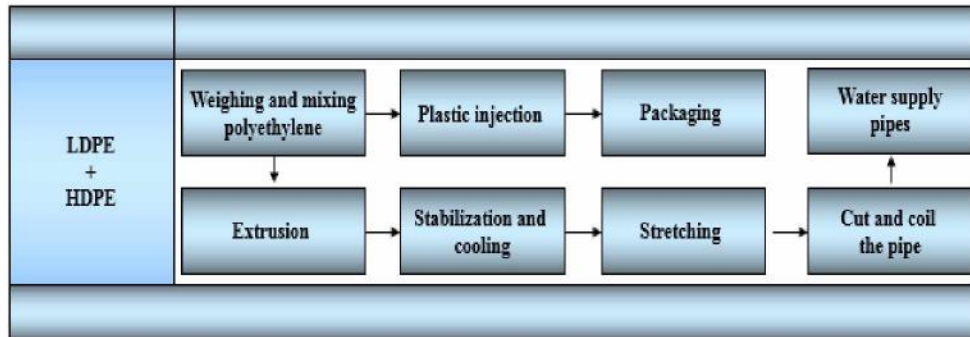 LDPE
+
HDPE
Weighing and mixing
polyethylene
Plastic injection
Packaging
Water supply
pipes
Extrusion
Stabilization and
cooling
Stretching
Cut and coil
the pipe